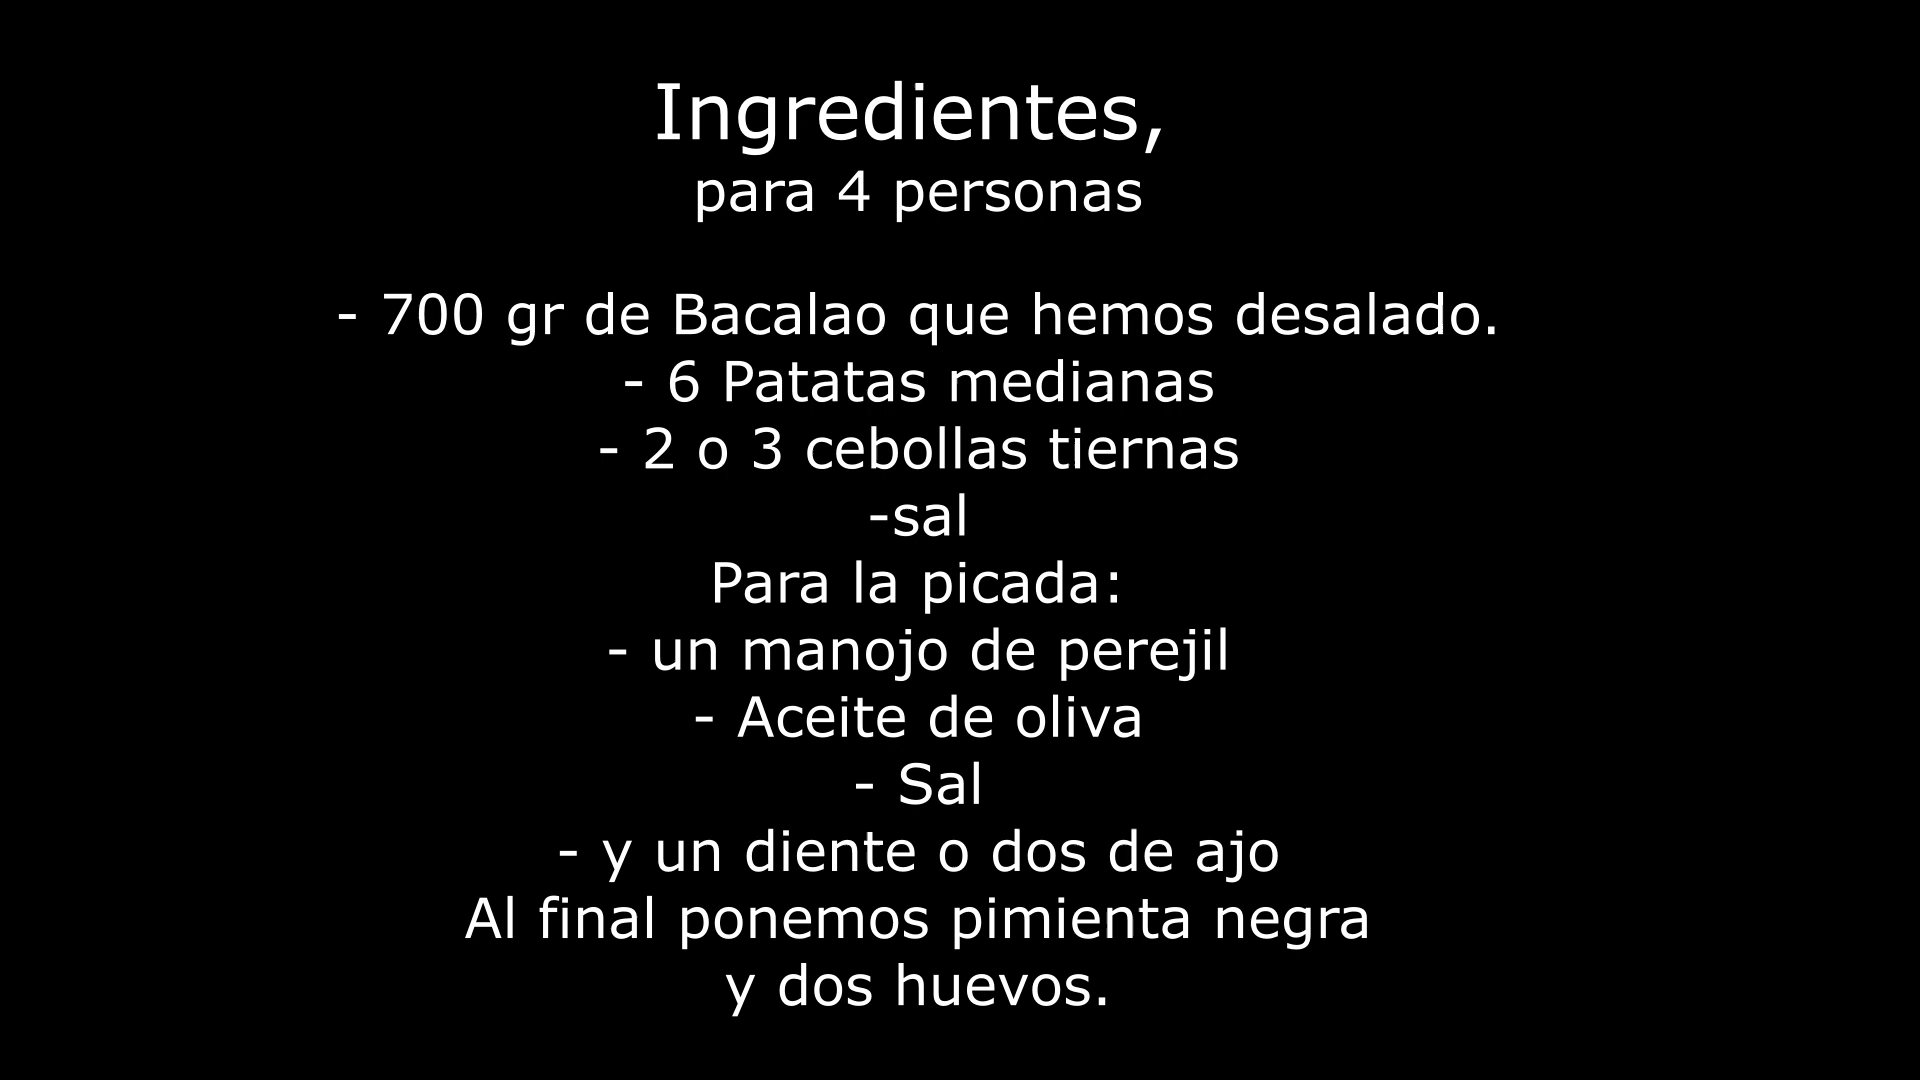 Ingredientes,
para 4 personas
- 700 gr de Bacalao que hemos desalado.
- 6 Patatas medianas
- 2 o 3 cebollas tiernas
-sal
Para la picada:
- un manojo de perejil
- Aceite de oliva
- Sal
- y un diente o dos de ajo
Al final ponemos pimienta negra
y dos huevos.